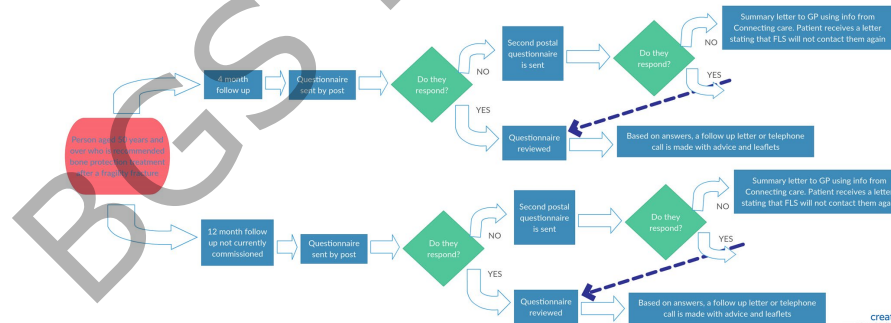 Summary letter to GP using info from
Connecting care. Patient receives a letter
stating that FLS will not contact them again
NO
Second postal
questionnaire
is sent
Do they
respond?
4 month
follow up
Questionnaire
sent by post
Do they
respond?
NO
YES
YES
Questionnaire
reviewed
Based on answers, a follow up letter or telephone
call is made with advice and leaflets
Person aged 50 years and
over who is recommended
bone protection treatment
after a fragility fracture
Summary letter to GP using info from
Connecting care. Patient receives a letter
stating that FLS will not contact them aga
NO
Second postal
questionnaire
is sent
Do they
respond?
12 month follow
up not currently
commissioned
Questionnaire
sent by post
Do they
respond?
NO
YES
YES
Questionnaire
reviewed
Based on answers, a follow up letter or telephone
call is made with advice and leaflets
BGS
crea